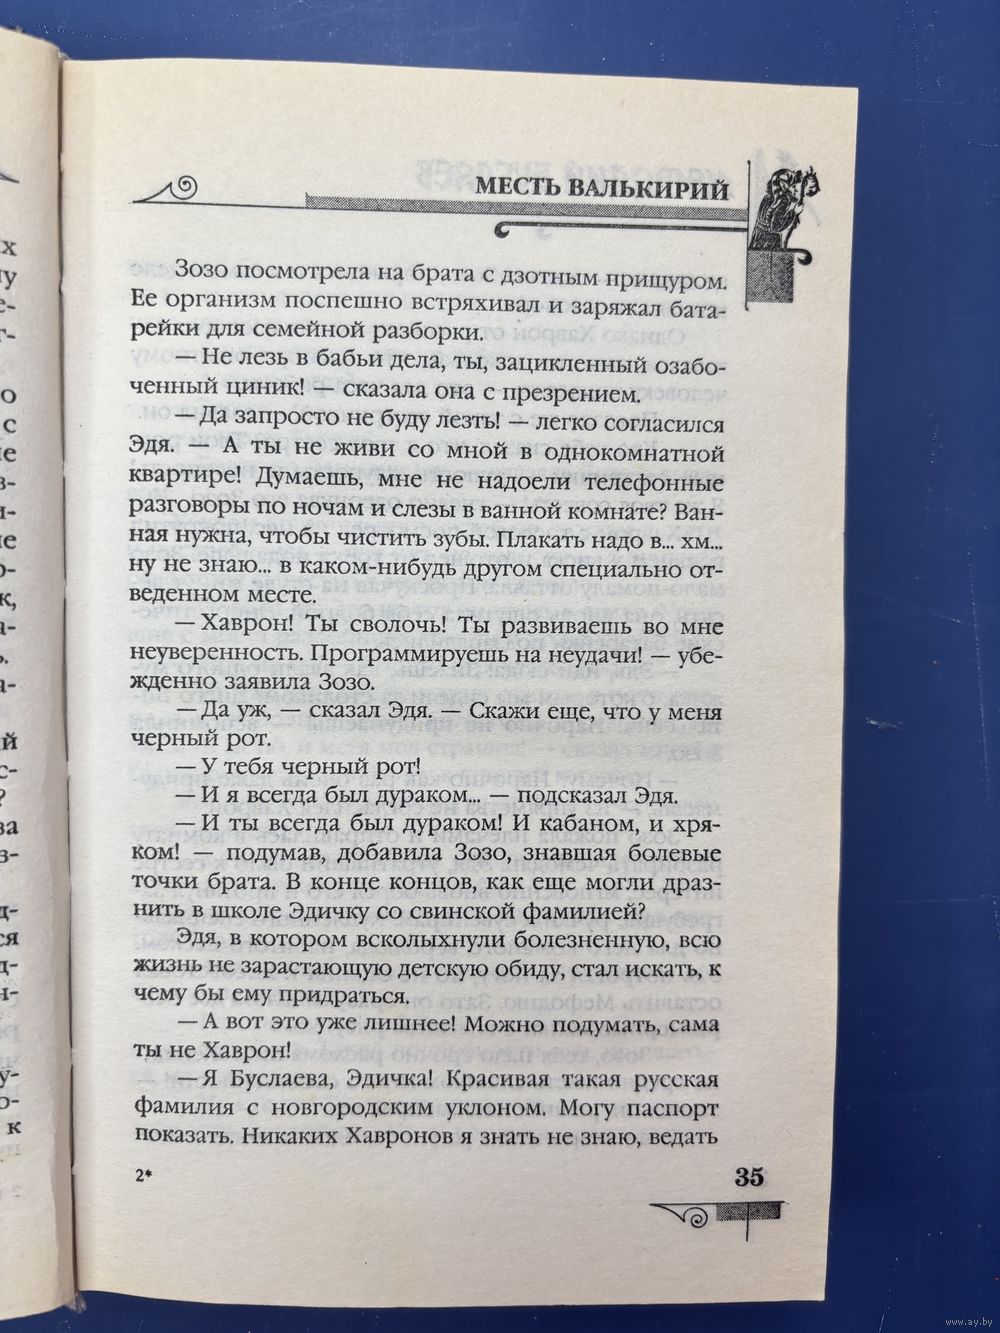 МЕСТЬ ВАЛЬКИРИЙ
Зозо посмотрела на брата с дзотным прищуром.
Ее организм поспешно встряхивал и заряжал бата-
рейки для семейной разборки.
— Не лезь в бабьи дела, ты, зацикленный озабо-
ченный циник! — сказала она с презрением.
— Да запросто не буду лезть! — легко согласился
Эдя. — А ты не живи со мной в однокомнатной
квартире! Думаешь, мне не надоели телефонные
разговоры по ночам и слезы в ванной комнате? Ван-
ная нужна, чтобы чистить зубы. Плакать надо в... хм...
ну не знаю... в каком-нибудь другом специально от-
веденном месте.
— Хаврон! Ты сволочь! Ты развиваешь во мне
неуверенность. Программируешь на неудачи! — убе-
жденно заявила Зозо.
— Да уж, — сказал Эдя. — Скажи еще, что у меня
черный рот.
— У тебя черный рот!
— И я всегда был дураком... — подсказал Эдя.
— И ты всегда был дураком! И кабаном, и хря-
ком! — подумав, добавила Зозо, знавшая болевые
точки брата. В конце концов, как еще могли драз-
нить в школе Эдичку со свинской фамилией?
Эдя, в котором всколыхнули болезненную, всю
жизнь не зарастающую детскую обиду, стал искать, к
чему бы ему придраться.
— А вот это уже лишнее! Можно подумать, сама
ты не Хаврон!
— Я Буслаева, Эдичка! Красивая такая русская
фамилия с новгородским уклоном. Могу паспорт
показать. Никаких Хавронов я знать не знаю, ведать
2*
35
www.ay.by